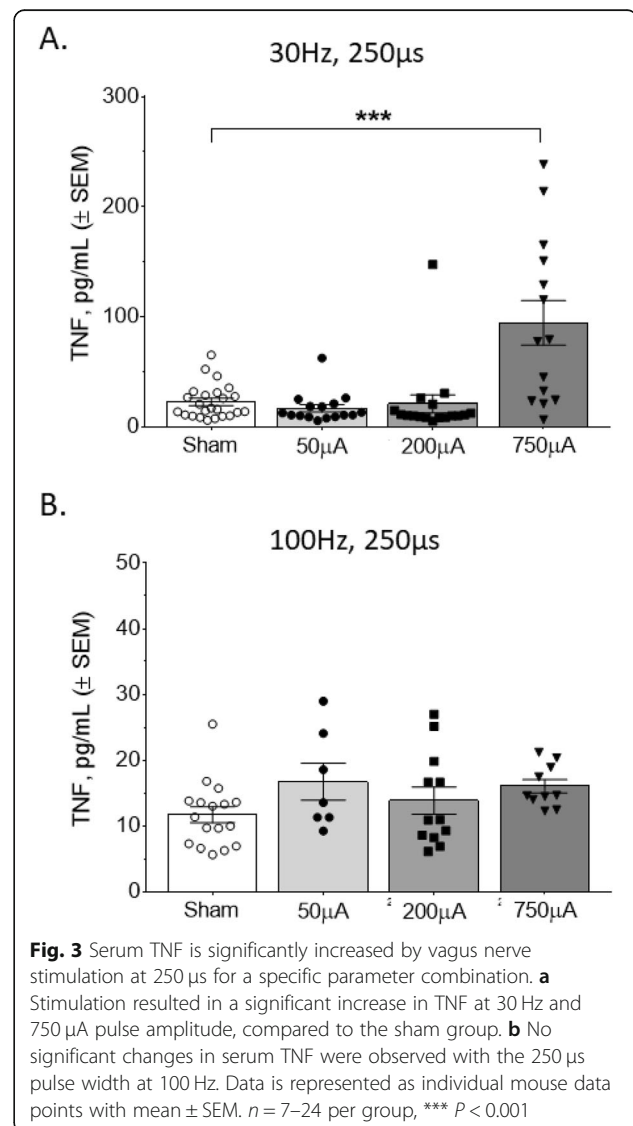 A.
30Hz, 250µs
TNF, pg/mL (± SEM)
300
200
100
0
***
Sham 50µA 200µA 750µA
B.
100Hz, 250µs
TNF, pg/mL (± SEM)
50
40
30
20
10
0
Sham 50µA 200µA 750µA
Fig. 3 Serum TNF is significantly increased by vagus nerve
stimulation at 250 µs for a specific parameter combination. a
Stimulation resulted in a significant increase in TNF at 30 Hz and
750 µA pulse amplitude, compared to the sham group. b No
significant changes in serum TNF were observed with the 250 µs
pulse width at 100 Hz. Data is represented as individual mouse data
points with mean ± SEM. n = 7–24 per group, *** P < 0.001